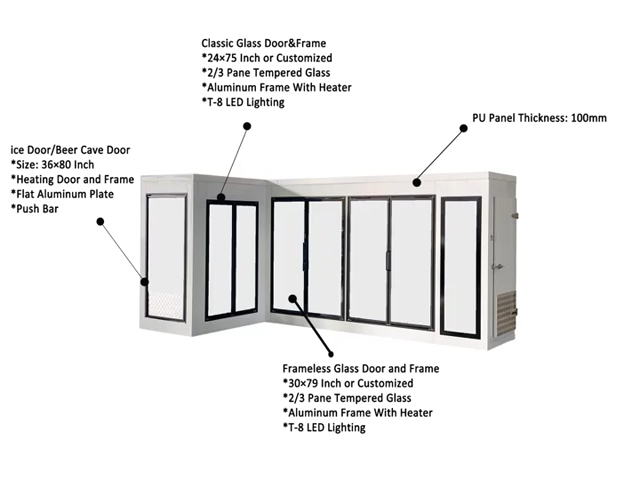 Classic Glass Door&Frame
*24×75 Inch or Customized
*2/3 Pane Tempered Glass
*Aluminum Frame With Heater
*T-8 LED Lighting
PU Panel Thickness: 100mm
ice Door/Beer Cave Door
*Size: 36×80 Inch
*Heating Door and Frame
*Flat Aluminum Plate
*Push Bar
Frameless Glass Door and Frame
*30×79 Inch or Customized
*2/3 Pane Tempered Glass
*Aluminum Frame With Heater
*T-8 LED Lighting